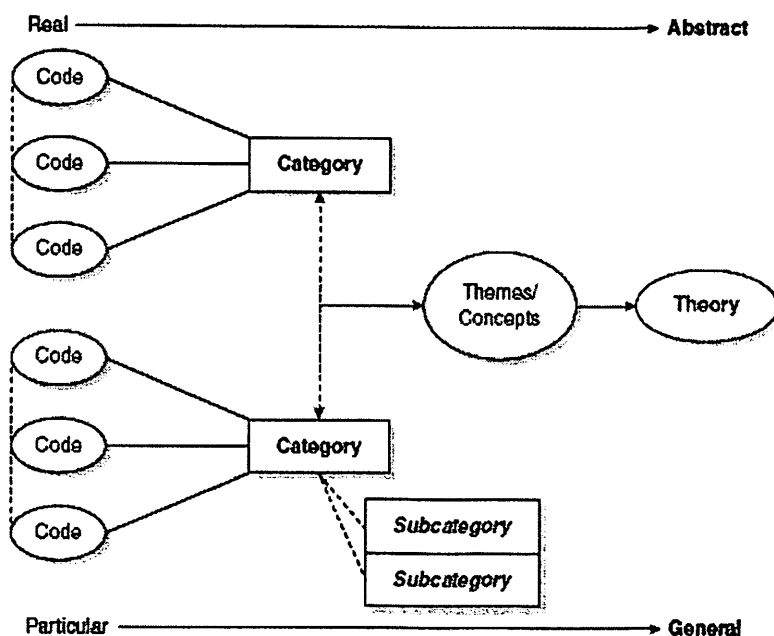 Real
Abstract
Code
Code
Category
Code
Themes/
Concepts
Theory
Code
Code
Category
Code
Subcategory
Subcategory
Particular
General